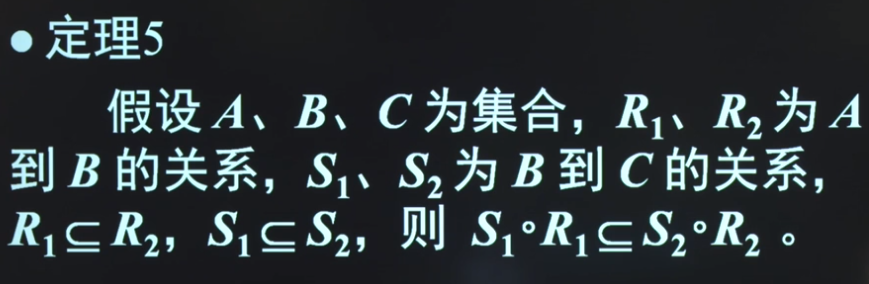 ● 定理5
假设 A、B、C 为集合，R₁、R₂ 为 A
到 B 的关系，S₁、S₂ 为 B 到 C 的关系，
R₁⊆R₂，S₁⊆S₂，则 S₁∘R₁⊆S₂∘R₂ 。